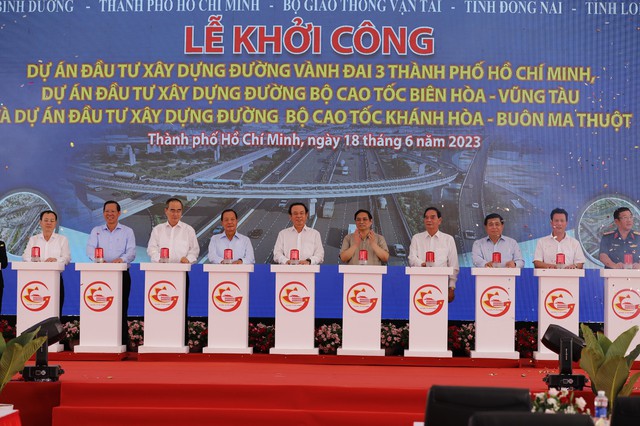 BÌNH DƯƠNG - THÀNH PHỐ HỒ CHÍ MINH - BỘ GIAO THÔNG VẬN TẢI - TỈNH ĐỒNG NAI - TỈNH
LỄ KHỞI CÔNG
DỰ ÁN ĐẦU TƯ XÂY DỰNG ĐƯỜNG VÀNH ĐAI 3 THÀNH PHỐ HỒ CHÍ MINH,
DỰ ÁN ĐẦU TƯ XÂY DỰNG ĐƯỜNG BỘ CAO TỐC BIÊN HÒA - VŨNG TÀU
VÀ DỰ ÁN ĐẦU TƯ XÂY DỰNG ĐƯỜNG BỘ CAO TỐC KHÁNH HÒA - BUÔN MA THUỘT
Thành phố Hồ Chí Minh, ngày 18 tháng 6 năm 2023